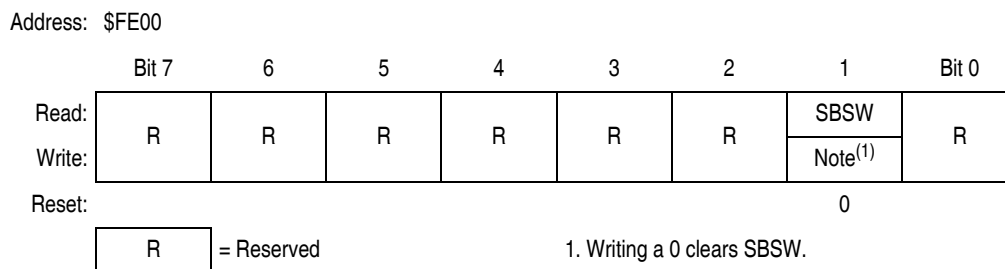 Address: $FE00
Bit 7 6 5 4 3 2 1 Bit 0
Read: R R R R R R SBSW R
Write: Note(1)
Reset: 0
R = Reserved 1. Writing a 0 clears SBSW.